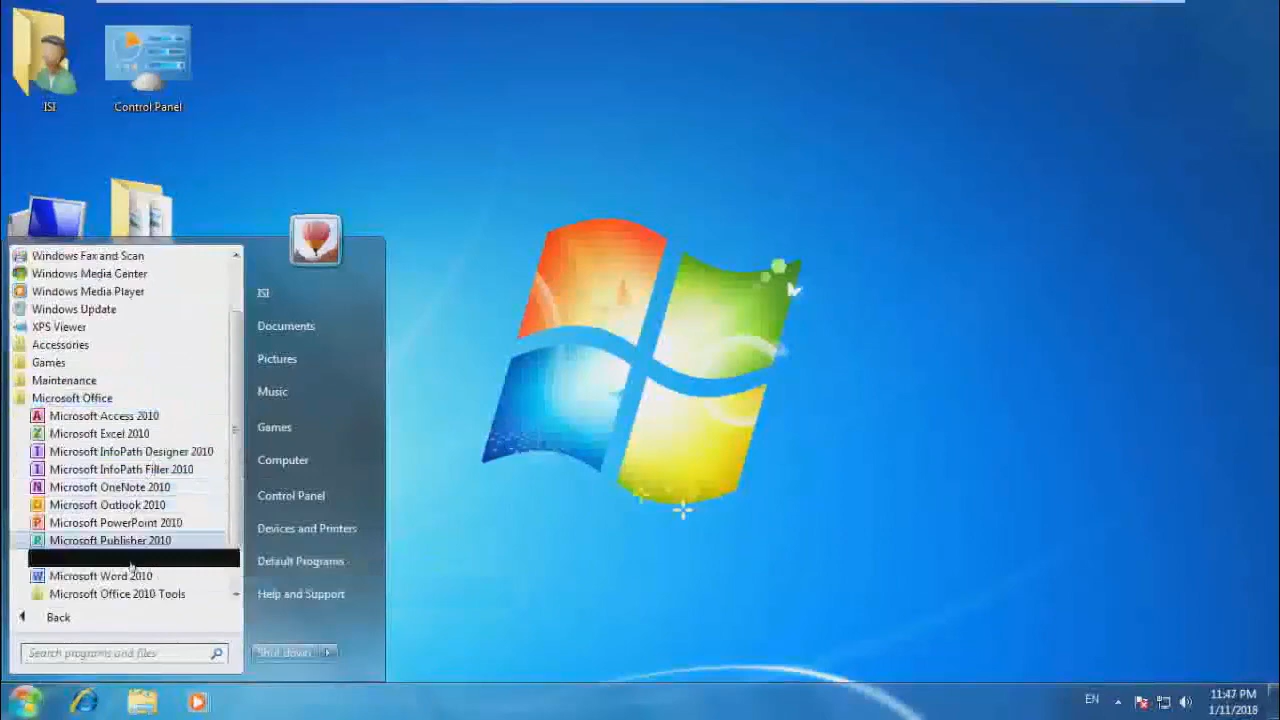 ISI
Control Panel
Windows Fax and Scan
Windows Media Center
Windows Media Player
Windows Update
XPS Viewer
Accessories
Games
Maintenance
Microsoft Office
Microsoft Access 2010
Microsoft Excel 2010
Microsoft InfoPath Designer 2010
Microsoft InfoPath Filler 2010
Microsoft OneNote 2010
Microsoft Outlook 2010
Microsoft PowerPoint 2010
Microsoft Publisher 2010
Microsoft Word 2010
Microsoft Office 2010 Tools
Back
Search programs and files
ISI
Documents
Pictures
Music
Games
Computer
Control Panel
Devices and Printers
Default Programs
Help and Support
Shut down
EN
11:47 PM
1/11/2018